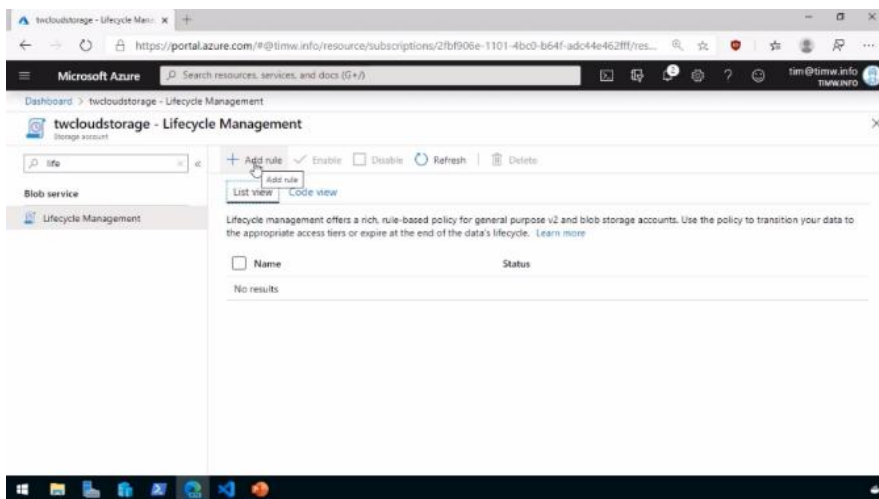 twcloudstorage - Lifecycle Mana
https://portal.azure.com/#@timw.info/resource/subscriptions/2fbf906e-1101-4bc0-b64f-adc44e462fff/res...
Microsoft Azure
Search resources, services, and docs (G+/)
tim@timw.info
TIMW.INFO
Dashboard > twcloudstorage - Lifecycle Management
twcloudstorage - Lifecycle Management
Storage account
life
Add rule Enable Disable Refresh Delete
Add rule
Blob service
List view Code view
Lifecycle Management
Lifecycle management offers a rich, rule-based policy for general purpose v2 and blob storage accounts. Use the policy to transition your data to
the appropriate access tiers or expire at the end of the data's lifecycle. Learn more
Name Status
No results